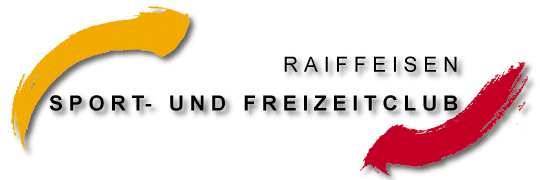 RAIFFEISEN
SPORT- UND FREIZEITCLUB